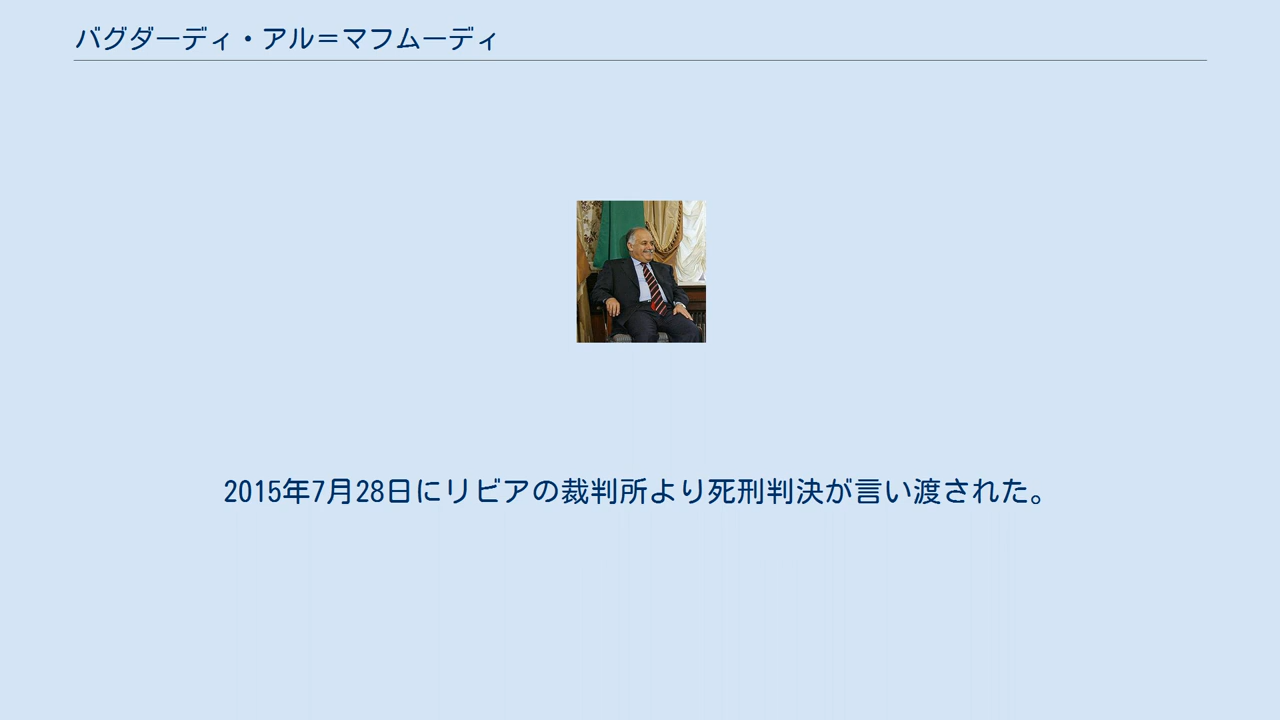 バグダーディ・アル＝マフムーディ
2015年7月28日にリビアの裁判所より死刑判決が言い渡された。